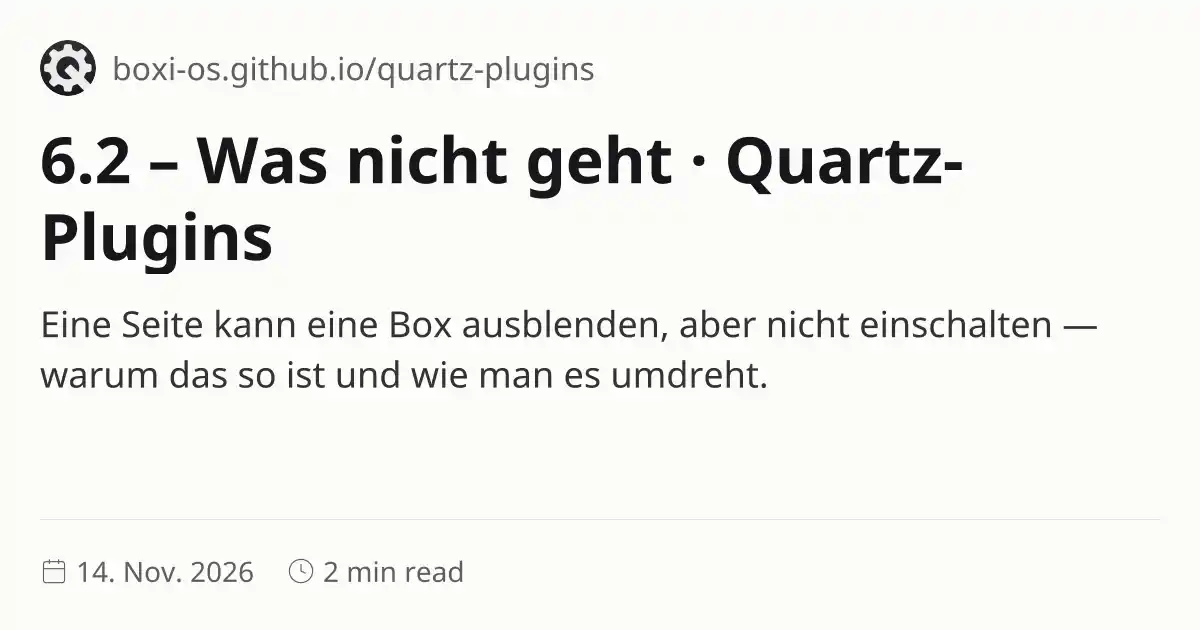 boxi-os.github.io/quartz-plugins
6.2 – Was nicht geht · Quartz-
Plugins
Eine Seite kann eine Box ausblenden, aber nicht einschalten —
warum das so ist und wie man es umdreht.
14. Nov. 2026 2 min read